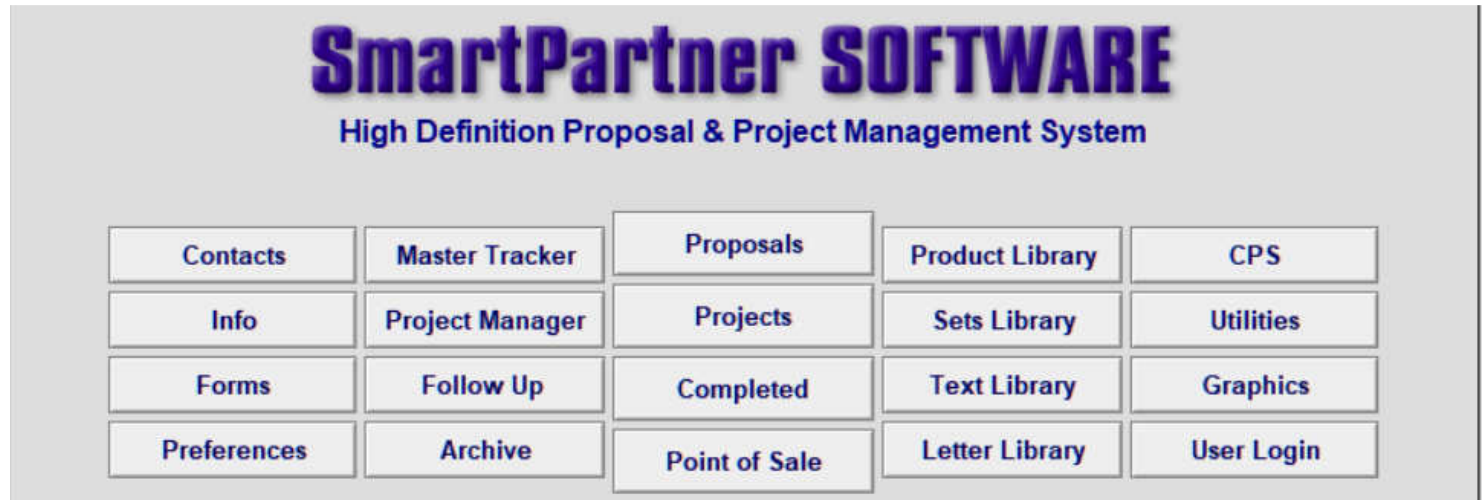 SmartPartner SOFTWARE
High Definition Proposal & Project Management System
Contacts Master Tracker Proposals Product Library CPS
Info Project Manager Projects Sets Library Utilities
Forms Follow Up Completed Text Library Graphics
Preferences Archive Point of Sale Letter Library User Login